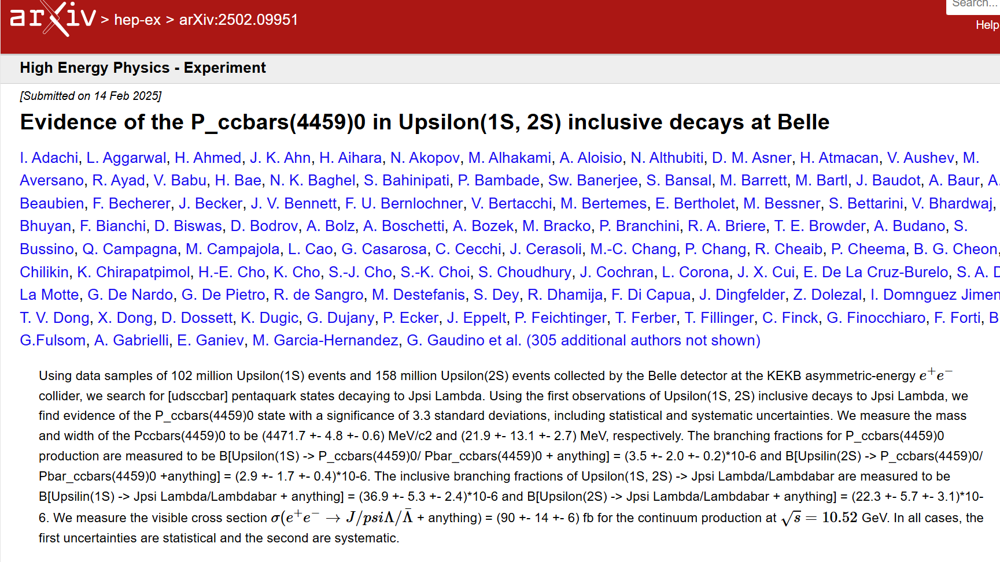 arXiv > hep-ex > arXiv:2502.09951
Search...
Help
High Energy Physics - Experiment
[Submitted on 14 Feb 2025]
Evidence of the P_ccbars(4459)0 in Upsilon(1S, 2S) inclusive decays at Belle
I. Adachi, L. Aggarwal, H. Ahmed, J. K. Ahn, H. Aihara, N. Akopov, M. Alhakami, A. Aloisio, N. Althubiti, D. M. Asner, H. Atmacan, V. Aushev, M.
Aversano, R. Ayad, V. Babu, H. Bae, N. K. Baghel, S. Bahinipati, P. Bambade, Sw. Banerjee, S. Bansal, M. Barrett, M. Bartl, J. Baudot, A. Baur, A.
Beaubien, F. Becherer, J. Becker, J. V. Bennett, F. U. Bernlochner, V. Bertacchi, M. Bertemes, E. Bertholet, M. Bessner, S. Bettarini, V. Bhardwaj,
Bhuyan, F. Bianchi, D. Biswas, D. Bodrov, A. Bolz, A. Boschetti, A. Bozek, M. Bracko, P. Branchini, R. A. Briere, T. E. Browder, A. Budano, S.
Bussino, Q. Campagna, M. Campajola, L. Cao, G. Casarosa, C. Cecchi, J. Cerasoli, M.-C. Chang, P. Chang, R. Cheaib, P. Cheema, B. G. Cheon,
Chilikin, K. Chirapatpimol, H.-E. Cho, K. Cho, S.-J. Cho, S.-K. Choi, S. Choudhury, J. Cochran, L. Corona, J. X. Cui, E. De La Cruz-Burelo, S. A. D
La Motte, G. De Nardo, G. De Pietro, R. de Sangro, M. Destefanis, S. Dey, R. Dhamija, F. Di Capua, J. Dingfelder, Z. Dolezal, I. Domnguez Jimen
T. V. Dong, X. Dong, D. Dossett, K. Dugic, G. Dujany, P. Ecker, J. Eppelt, P. Feichtinger, T. Ferber, T. Fillinger, C. Finck, G. Finocchiaro, F. Forti, B
G.Fulsom, A. Gabrielli, E. Ganiev, M. Garcia-Hernandez, G. Gaudino et al. (305 additional authors not shown)
Using data samples of 102 million Upsilon(1S) events and 158 million Upsilon(2S) events collected by the Belle detector at the KEKB asymmetric-energy e⁺e⁻
collider, we search for [udsccbar] pentaquark states decaying to Jpsi Lambda. Using the first observations of Upsilon(1S, 2S) inclusive decays to Jpsi Lambda, we
find evidence of the P_ccbars(4459)0 state with a significance of 3.3 standard deviations, including statistical and systematic uncertainties. We measure the mass
and width of the Pccbars(4459)0 to be (4471.7 +- 4.8 +- 0.6) MeV/c2 and (21.9 +- 13.1 +- 2.7) MeV, respectively. The branching fractions for P_ccbars(4459)0
production are measured to be B[Upsilon(1S) -> P_ccbars(4459)0/ Pbar_ccbars(4459)0 + anything] = (3.5 +- 2.0 +- 0.2)*10-6 and B[Upsilin(2S) -> P_ccbars(4459)0/
Pbar_ccbars(4459)0 +anything] = (2.9 +- 1.7 +- 0.4)*10-6. The inclusive branching fractions of Upsilon(1S, 2S) -> Jpsi Lambda/Lambdabar are measured to be
B[Upsilin(1S) -> Jpsi Lambda/Lambdabar + anything] = (36.9 +- 5.3 +- 2.4)*10-6 and B[Upsilon(2S) -> Jpsi Lambda/Lambdabar + anything] = (22.3 +- 5.7 +- 3.1)*10-
6. We measure the visible cross section σ(e⁺e⁻ → J/psiΛ/Λ̄ + anything) = (90 +- 14 +- 6) fb for the continuum production at √s = 10.52 GeV. In all cases, the
first uncertainties are statistical and the second are systematic.